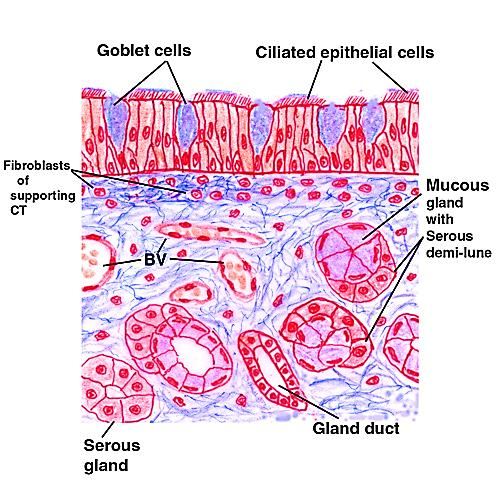 Goblet cells
Ciliated epithelial cells
Fibroblasts
of
supporting
CT
Mucous
gland
with
Serous
demi-lune
BV
Gland duct
Serous
gland